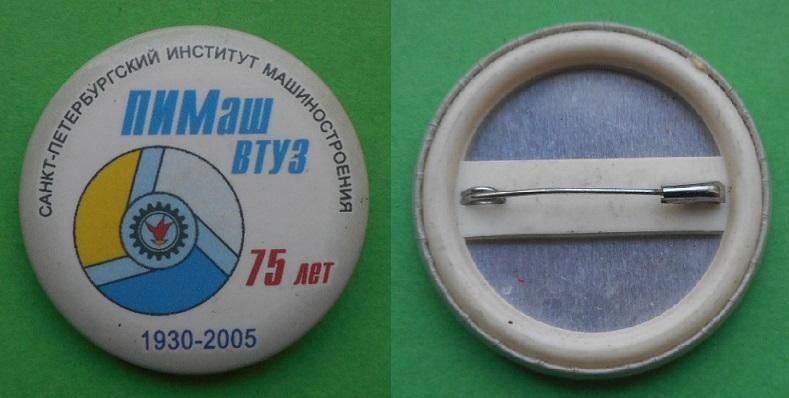 САНКТ-ПЕТЕРБУРГСКИЙ ИНСТИТУТ МАШИНОСТРОЕНИЯ
ПИМаш
ВТУЗ
75 лет
1930-2005